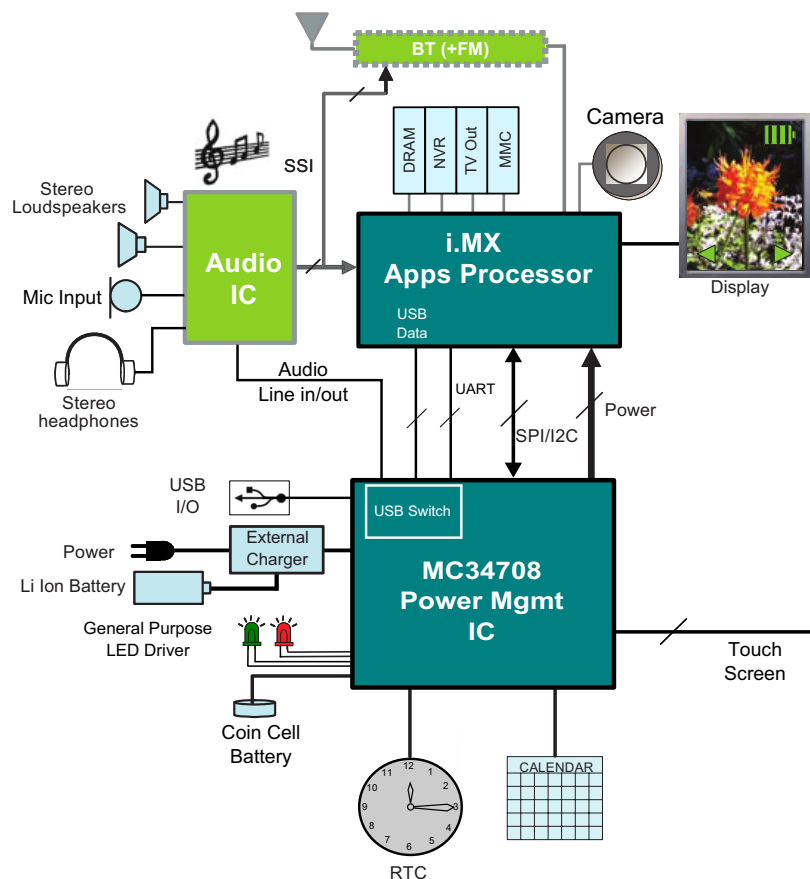 BT (+FM)
Camera
DRAM
NVR
TV Out
MMC
SSI
Stereo
Loudspeakers
i.MX
Apps Processor
Audio
IC
Display
Mic Input
USB
Data
Stereo
headphones
Audio
Line in/out
UART
SPI/I2C
Power
USB
I/O
USB Switch
Power
External
Charger
MC34708
Power Mgmt
IC
Li Ion Battery
General Purpose
LED Driver
Touch
Screen
Coin Cell
Battery
CALENDAR
12
1
2
3
4
5
6
7
8
9
10
11
RTC